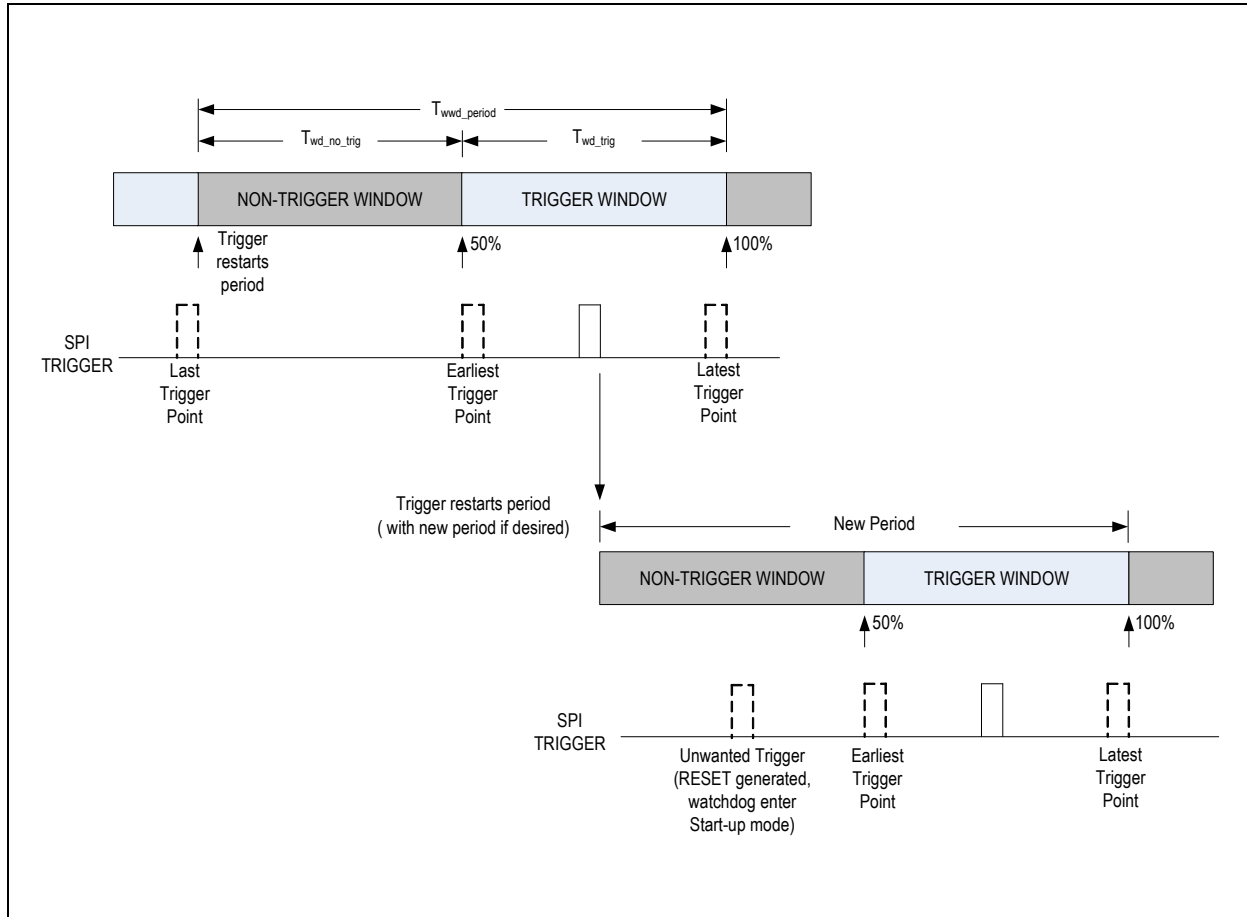 Twwd_period
Twd_no_trig
Twd_trig
NON-TRIGGER WINDOW
TRIGGER WINDOW
Trigger
restarts
period
50%
100%
SPI
TRIGGER
Last
Trigger
Point
Earliest
Trigger
Point
Latest
Trigger
Point
Trigger restarts period
( with new period if desired)
New Period
NON-TRIGGER WINDOW
TRIGGER WINDOW
50%
100%
SPI
TRIGGER
Unwanted Trigger
(RESET generated,
watchdog enter
Start-up mode)
Earliest
Trigger
Point
Latest
Trigger
Point